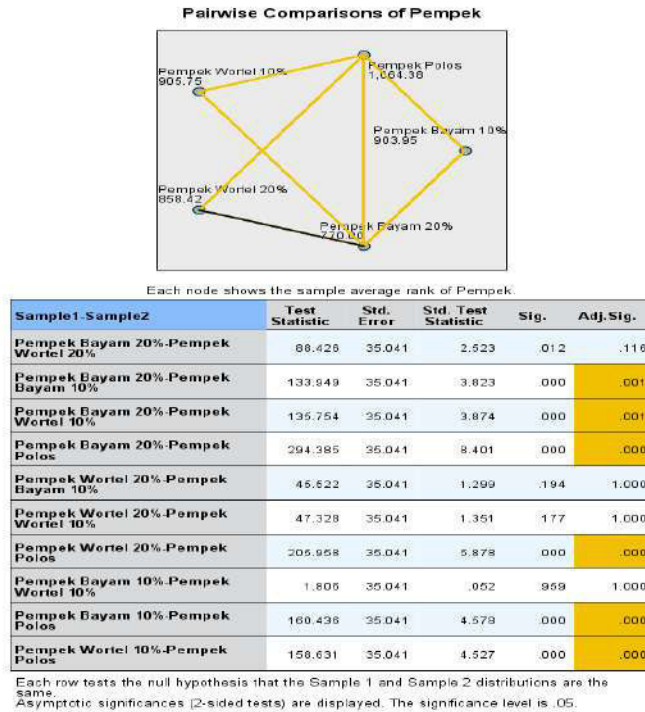 Pairwise Comparisons of Pempek
Pempek Wortel 10%
905.75
Pempek Polos
1,064.38
Pempek Bayam 10%
903.95
Pempek Wortel 20%
858.42
Pempek Bayam 20%
770.00
Each node shows the sample average rank of Pempek.
Sample1-Sample2 Test Statistic Std. Error Std. Test Statistic Sig. Adj.Sig.
Pempek Bayam 20%-Pempek Wortel 20% 88.426 35.041 2.523 .012 .116
Pempek Bayam 20%-Pempek Bayam 10% 133.949 35.041 3.823 .000 .001
Pempek Bayam 20%-Pempek Wortel 10% 135.754 35.041 3.874 .000 .001
Pempek Bayam 20%-Pempek Polos 294.385 35.041 8.401 .000 .000
Pempek Wortel 20%-Pempek Bayam 10% 45.522 35.041 1.299 .194 1.000
Pempek Wortel 20%-Pempek Wortel 10% 47.328 35.041 1.351 .177 1.000
Pempek Wortel 20%-Pempek Polos 205.958 35.041 5.878 .000 .000
Pempek Bayam 10%-Pempek Wortel 10% 1.806 35.041 .052 .959 1.000
Pempek Bayam 10%-Pempek Polos 160.436 35.041 4.579 .000 .000
Pempek Wortel 10%-Pempek Polos 158.631 35.041 4.527 .000 .000
Each row tests the null hypothesis that the Sample 1 and Sample 2 distributions are the
same.
Asymptotic significances (2-sided tests) are displayed. The significance level is .05.